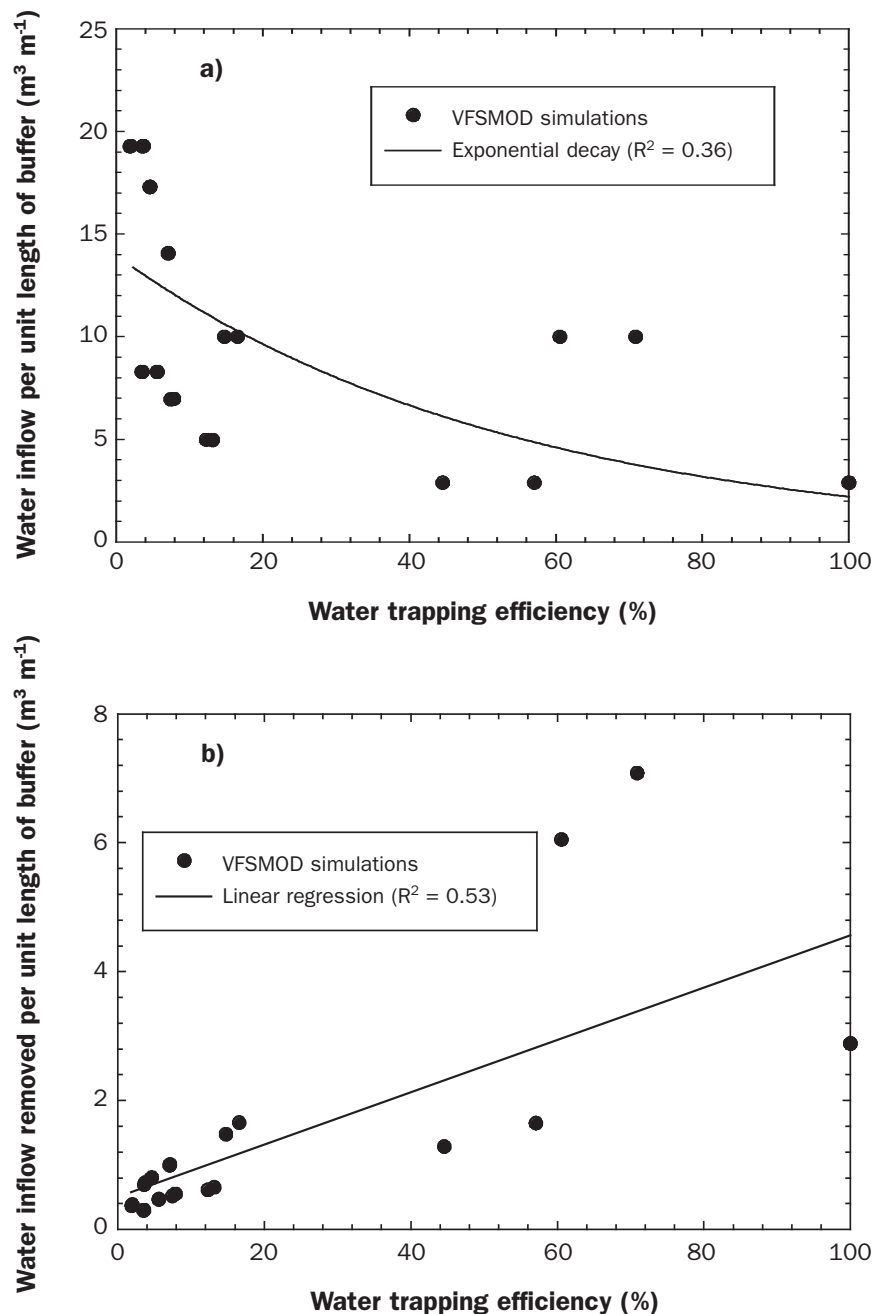 Water inflow per unit length of buffer (m³ m⁻¹)
25
20
15
10
5
0
a)
VFSMOD simulations
Exponential decay (R² = 0.36)
0 20 40 60 80 100
Water trapping efficiency (%)
Water inflow removed per unit length of buffer (m³ m⁻¹)
8
6
4
2
0
b)
VFSMOD simulations
Linear regression (R² = 0.53)
0 20 40 60 80 100
Water trapping efficiency (%)